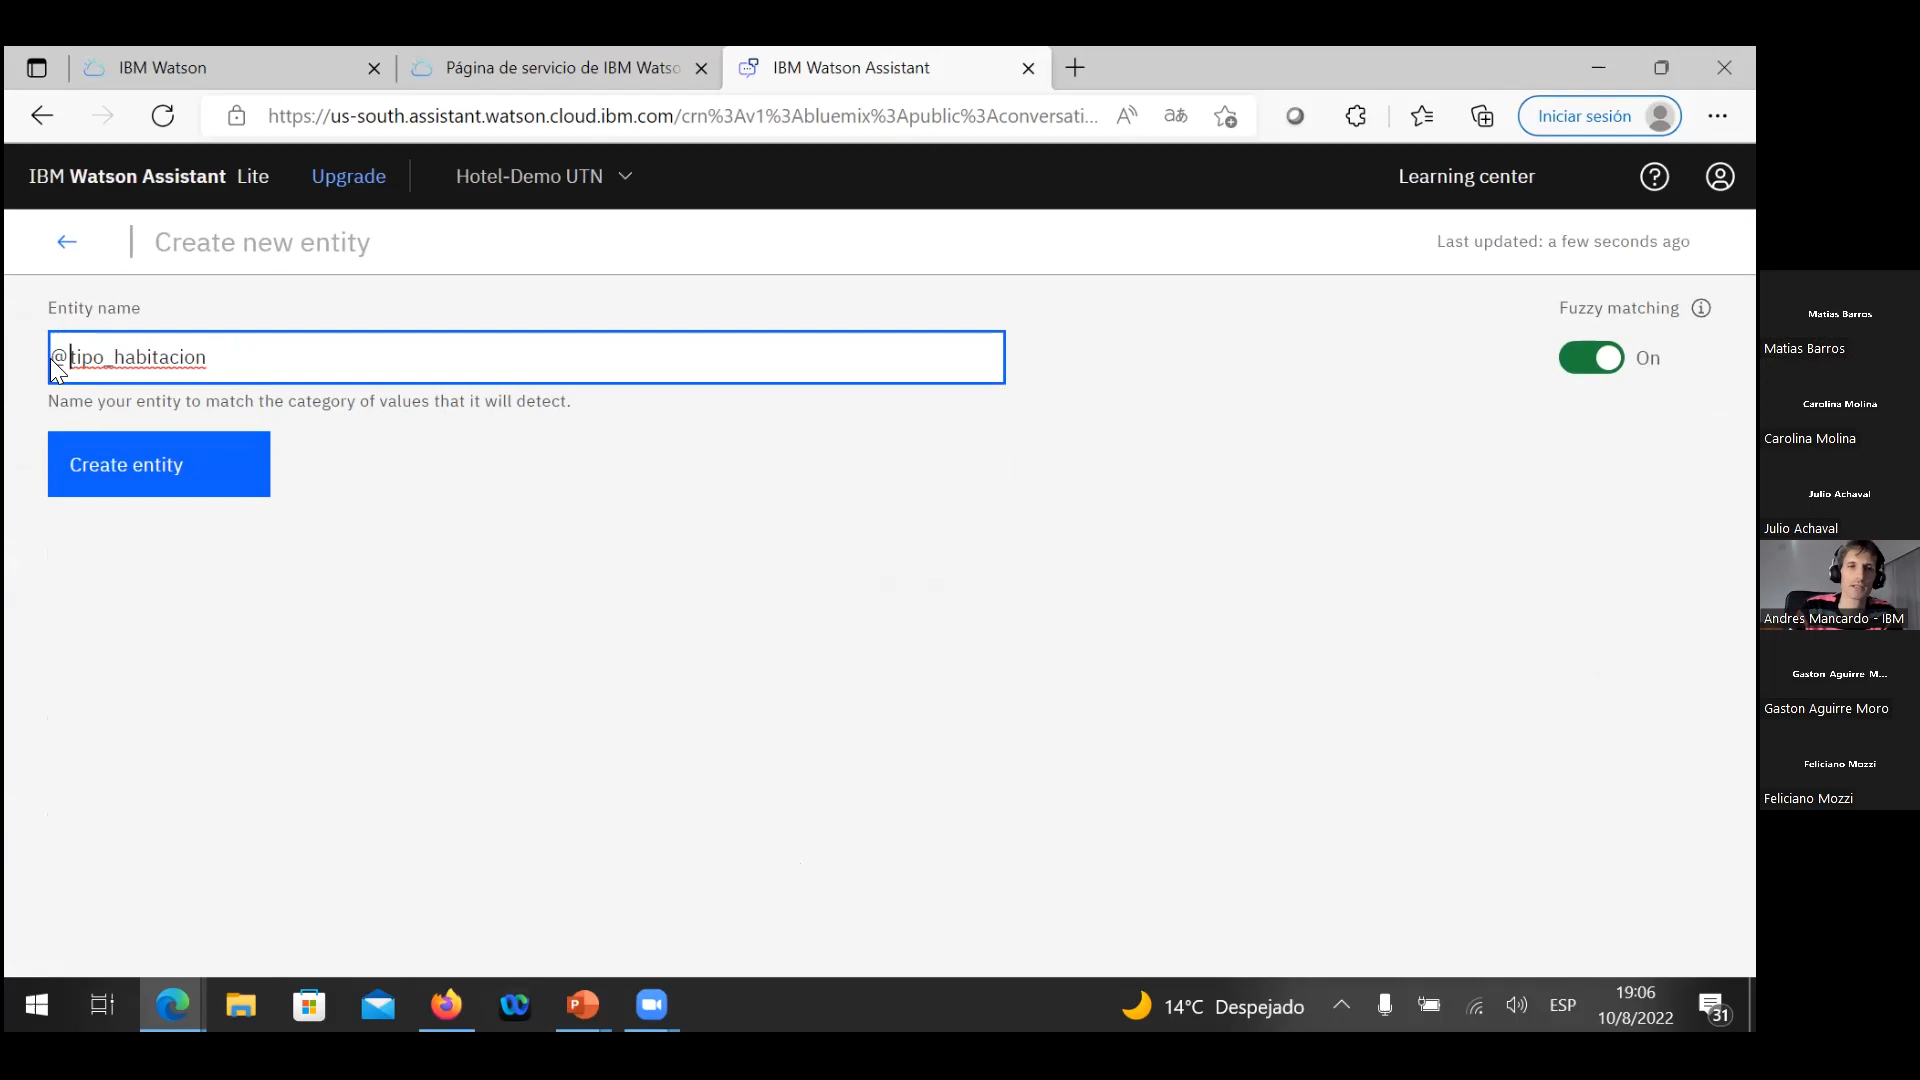 IBM Watson
Página de servicio de IBM Watso
IBM Watson Assistant
https://us-south.assistant.watson.cloud.ibm.com/crn%3Av1%3Abluemix%3Apublic%3Aconversati...
Iniciar sesión
IBM Watson Assistant Lite
Upgrade
Hotel-Demo UTN
Learning center
Create new entity
Last updated: a few seconds ago
Entity name
Fuzzy matching
@tipo_habitacion
On
Name your entity to match the category of values that it will detect.
Create entity
Matias Barros
Matias Barros
Carolina Molina
Carolina Molina
Julio Achaval
Julio Achaval
Andres Mancardo - IBM
Gaston Aguirre M...
Gaston Aguirre Moro
Feliciano Mozzi
Feliciano Mozzi
14°C Despejado
ESP
19:06
10/8/2022
31